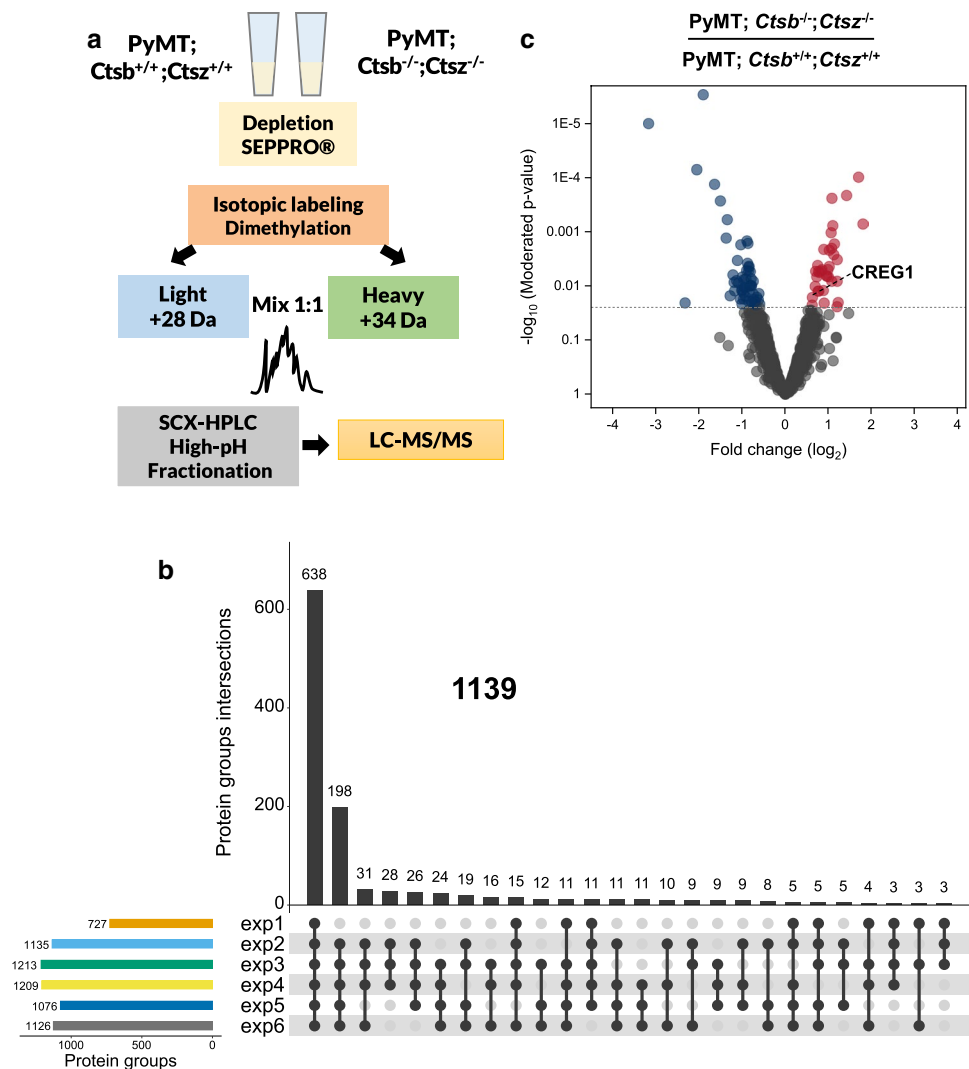 a
PyMT;
Ctsb+/+;Ctsz+/+
PyMT;
Ctsb-/-;Ctsz-/-
Depletion
SEPPRO®
Isotopic labeling
Dimethylation
Light
+28 Da
Mix 1:1
Heavy
+34 Da
SCX-HPLC
High-pH
Fractionation
LC-MS/MS
c
PyMT; Ctsb-/-;Ctsz-/-
PyMT; Ctsb+/+;Ctsz+/+
-log10 (Moderated p-value)
1E-5
1E-4
0.001
0.01
0.1
1
CREG1
-4 -3 -2 -1 0 1 2 3 4
Fold change (log2)
b
Protein groups intersections
600
400
200
0
1139
638 198 31 28 26 24 19 16 15 12 11 11 11 11 10 9 9 9 8 5 5 5 4 3 3 3
727 exp1
1135 exp2
1213 exp3
1209 exp4
1076 exp5
1126 exp6
1000 500 0
Protein groups